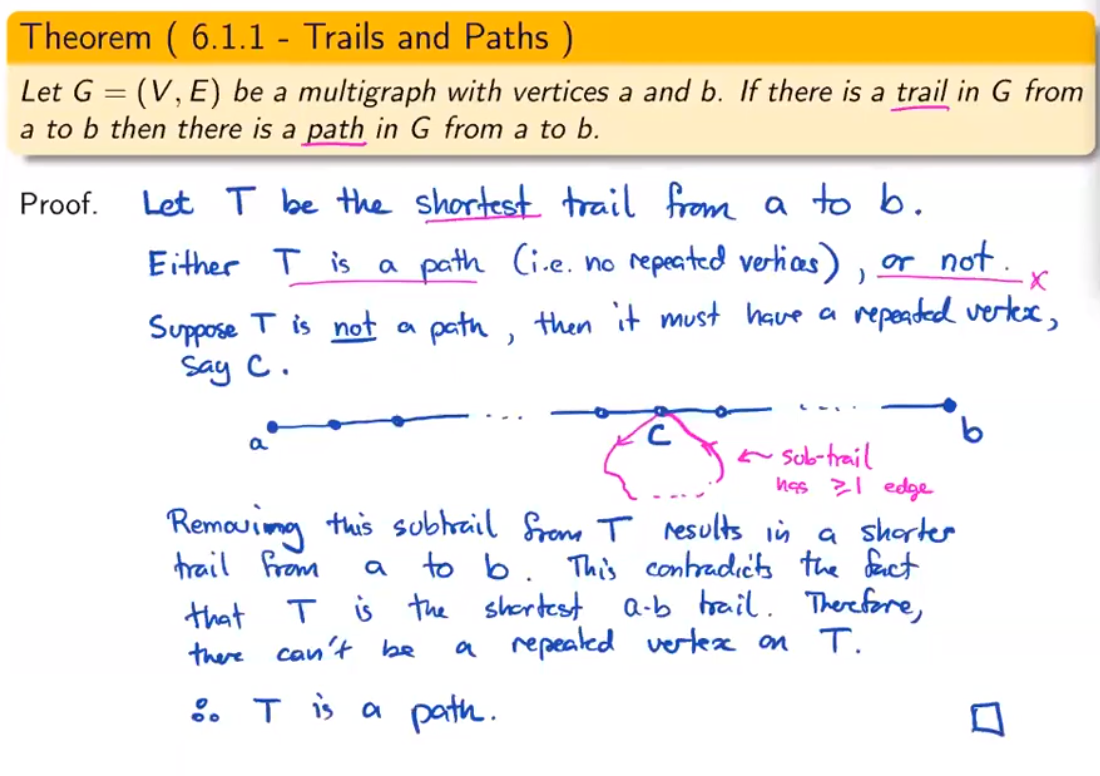 Theorem ( 6.1.1 - Trails and Paths )
Let G = (V, E) be a multigraph with vertices a and b. If there is a trail in G from
a to b then there is a path in G from a to b.
Proof. Let T be the shortest trail from a to b.
Either T is a path (i.e. no repeated vertices), or not. x
Suppose T is not a path, then it must have a repeated vertex,
say C.
a ... C .... b
← sub-trail
has ≥1 edge
Removing this subtrail from T results in a shorter
trail from a to b. This contradicts the fact
that T is the shortest a-b trail. Therefore,
there can't be a repeated vertex on T.
∴ T is a path. □